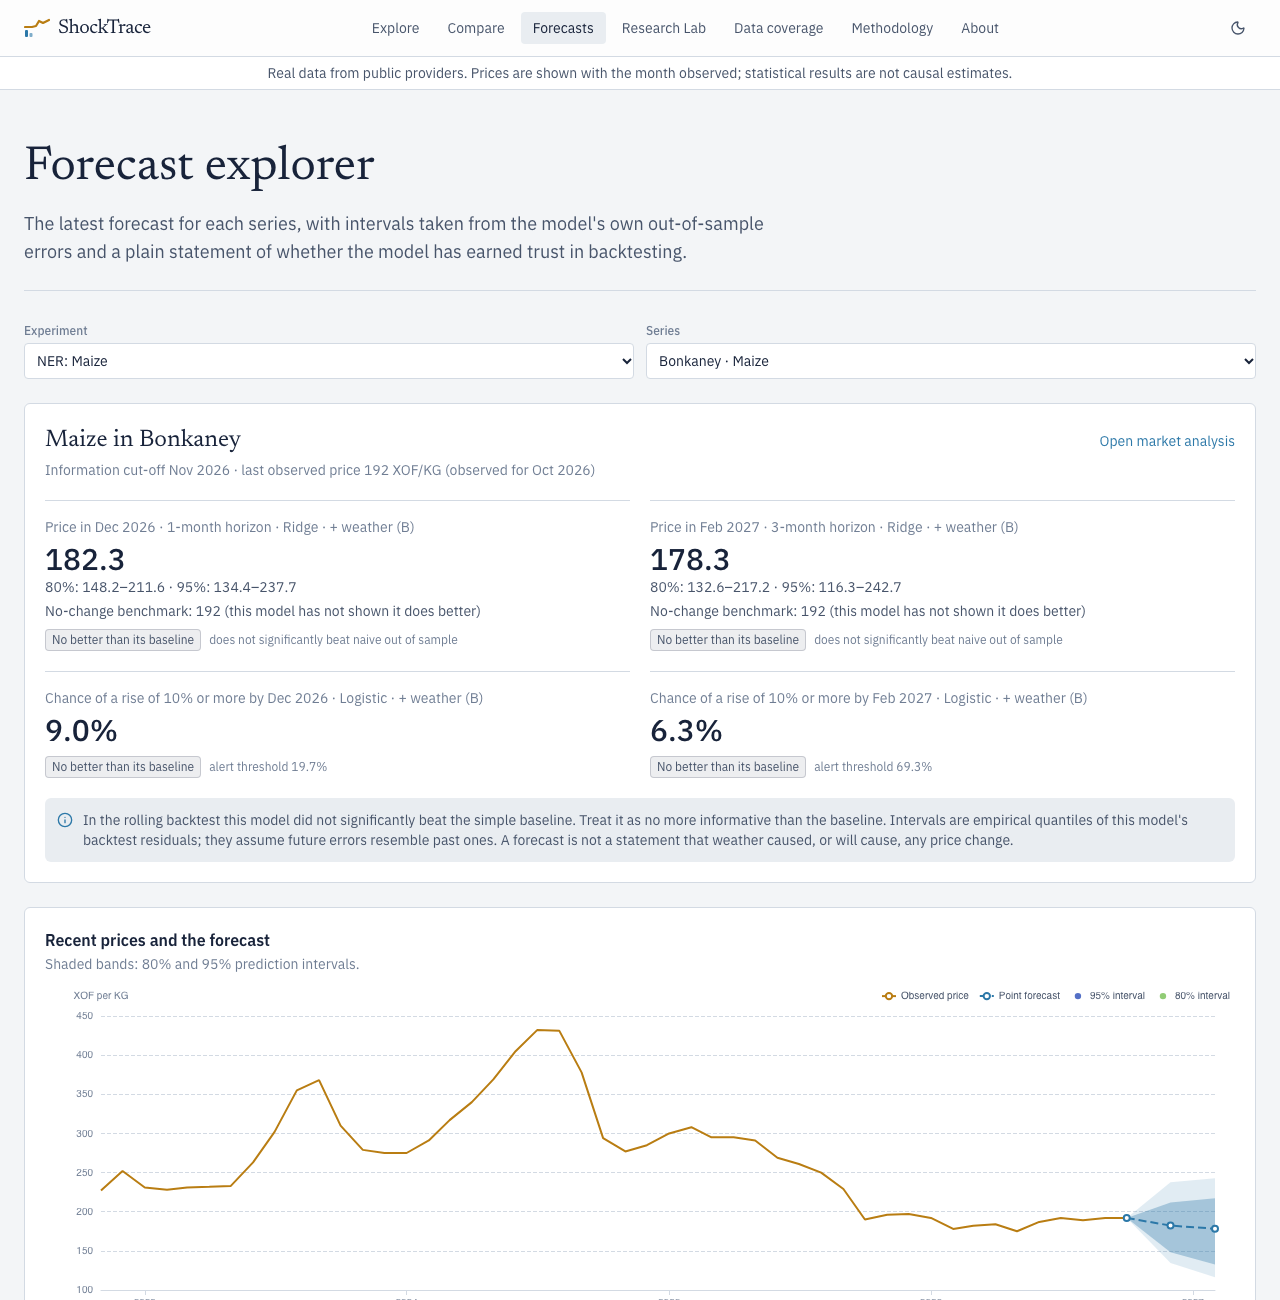 ShockTrace
Explore
Compare
Forecasts
Research Lab
Data coverage
Methodology
About
Real data from public providers. Prices are shown with the month observed; statistical results are not causal estimates.
Forecast explorer
The latest forecast for each series, with intervals taken from the model's own out-of-sample
errors and a plain statement of whether the model has earned trust in backtesting.
Experiment
Series
NER: Maize
Bonkaney · Maize
Maize in Bonkaney
Open market analysis
Information cut-off Nov 2026 · last observed price 192 XOF/KG (observed for Oct 2026)
Price in Dec 2026 · 1-month horizon · Ridge · + weather (B)
182.3
80%: 148.2–211.6 · 95%: 134.4–237.7
No-change benchmark: 192 (this model has not shown it does better)
No better than its baseline does not significantly beat naive out of sample
Price in Feb 2027 · 3-month horizon · Ridge · + weather (B)
178.3
80%: 132.6–217.2 · 95%: 116.3–242.7
No-change benchmark: 192 (this model has not shown it does better)
No better than its baseline does not significantly beat naive out of sample
Chance of a rise of 10% or more by Dec 2026 · Logistic · + weather (B)
9.0%
No better than its baseline alert threshold 19.7%
Chance of a rise of 10% or more by Feb 2027 · Logistic · + weather (B)
6.3%
No better than its baseline alert threshold 69.3%
In the rolling backtest this model did not significantly beat the simple baseline. Treat it as no more informative than the baseline. Intervals are empirical quantiles of this model's
backtest residuals; they assume future errors resemble past ones. A forecast is not a statement that weather caused, or will cause, any price change.
Recent prices and the forecast
Shaded bands: 80% and 95% prediction intervals.
XOF per KG
Observed price
Point forecast
95% interval
80% interval
450
400
350
300
250
200
150
100